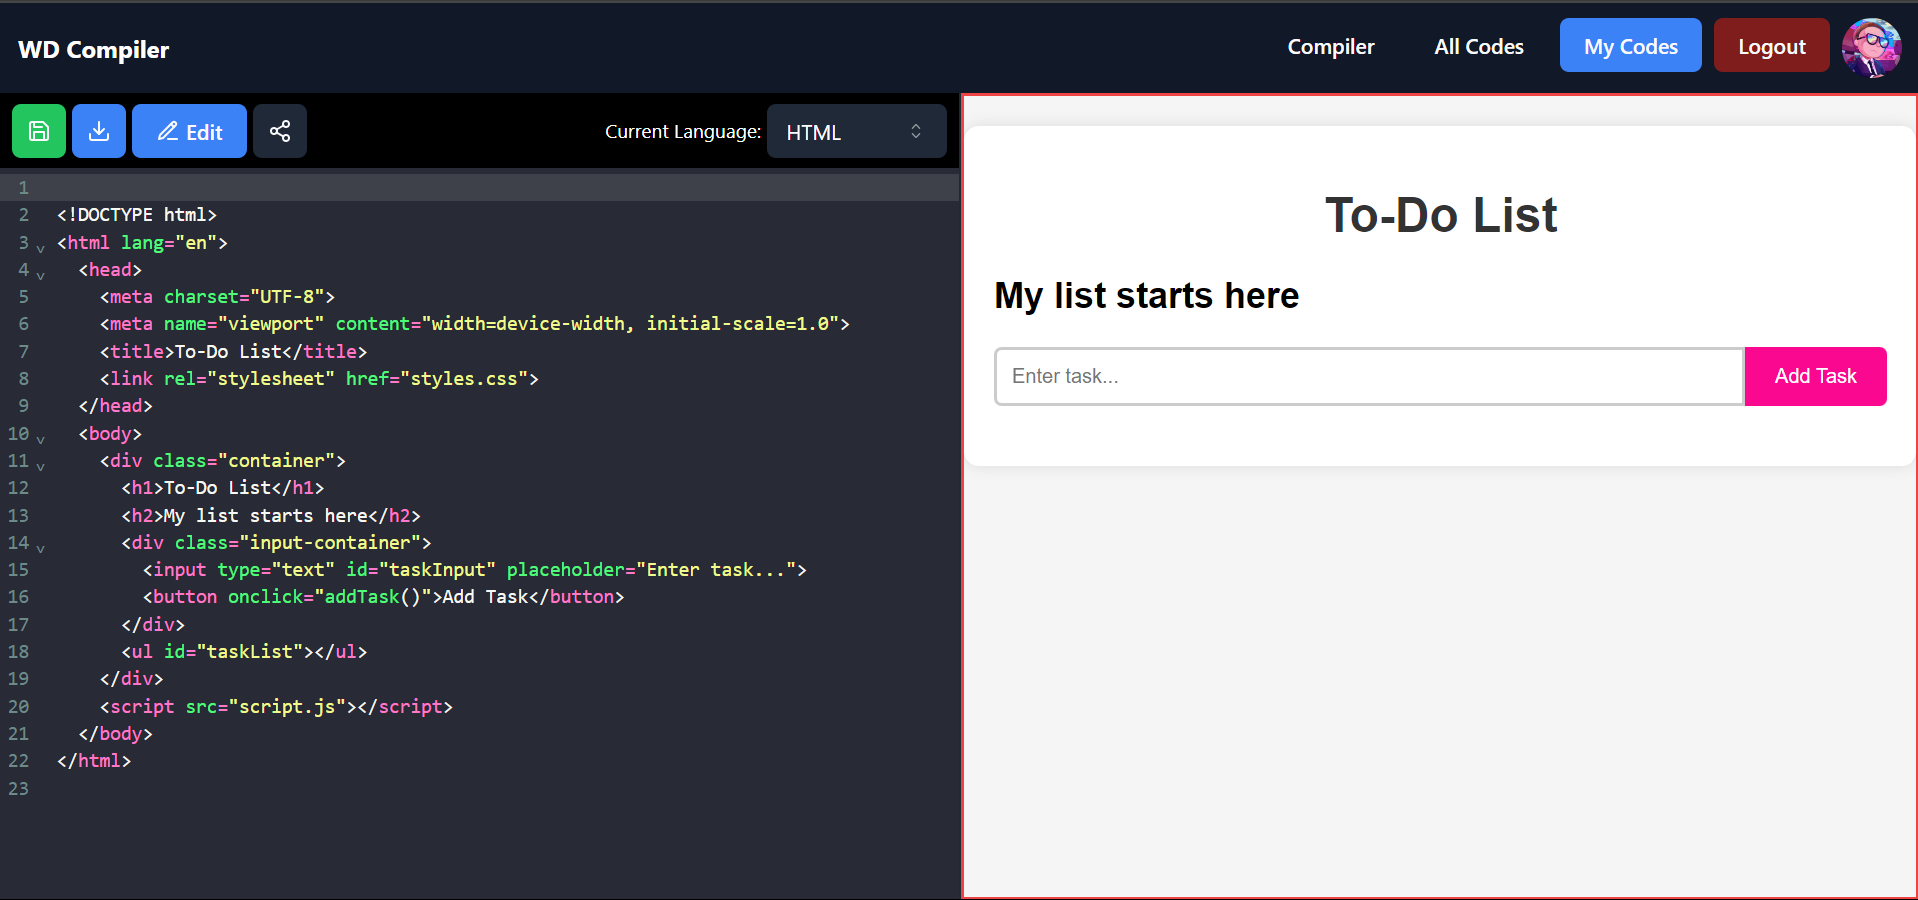 WD Compiler
Compiler
All Codes
My Codes
Logout
Edit
Current Language:
HTML
1
2 <!DOCTYPE html>
3 <html lang="en">
4 <head>
5 <meta charset="UTF-8">
6 <meta name="viewport" content="width=device-width, initial-scale=1.0">
7 <title>To-Do List</title>
8 <link rel="stylesheet" href="styles.css">
9 </head>
10 <body>
11 <div class="container">
12 <h1>To-Do List</h1>
13 <h2>My list starts here</h2>
14 <div class="input-container">
15 <input type="text" id="taskInput" placeholder="Enter task...">
16 <button onclick="addTask()">Add Task</button>
17 </div>
18 <ul id="taskList"></ul>
19 </div>
20 <script src="script.js"></script>
21 </body>
22 </html>
23
To-Do List
My list starts here
Enter task...
Add Task